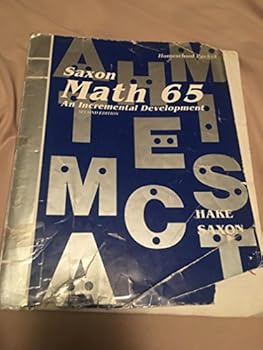 Homeschool Packet
Saxon
Math 65
An Incremental Development
SECOND EDITION
A H M
T E I
M C S
A T
HAKE
SAXON